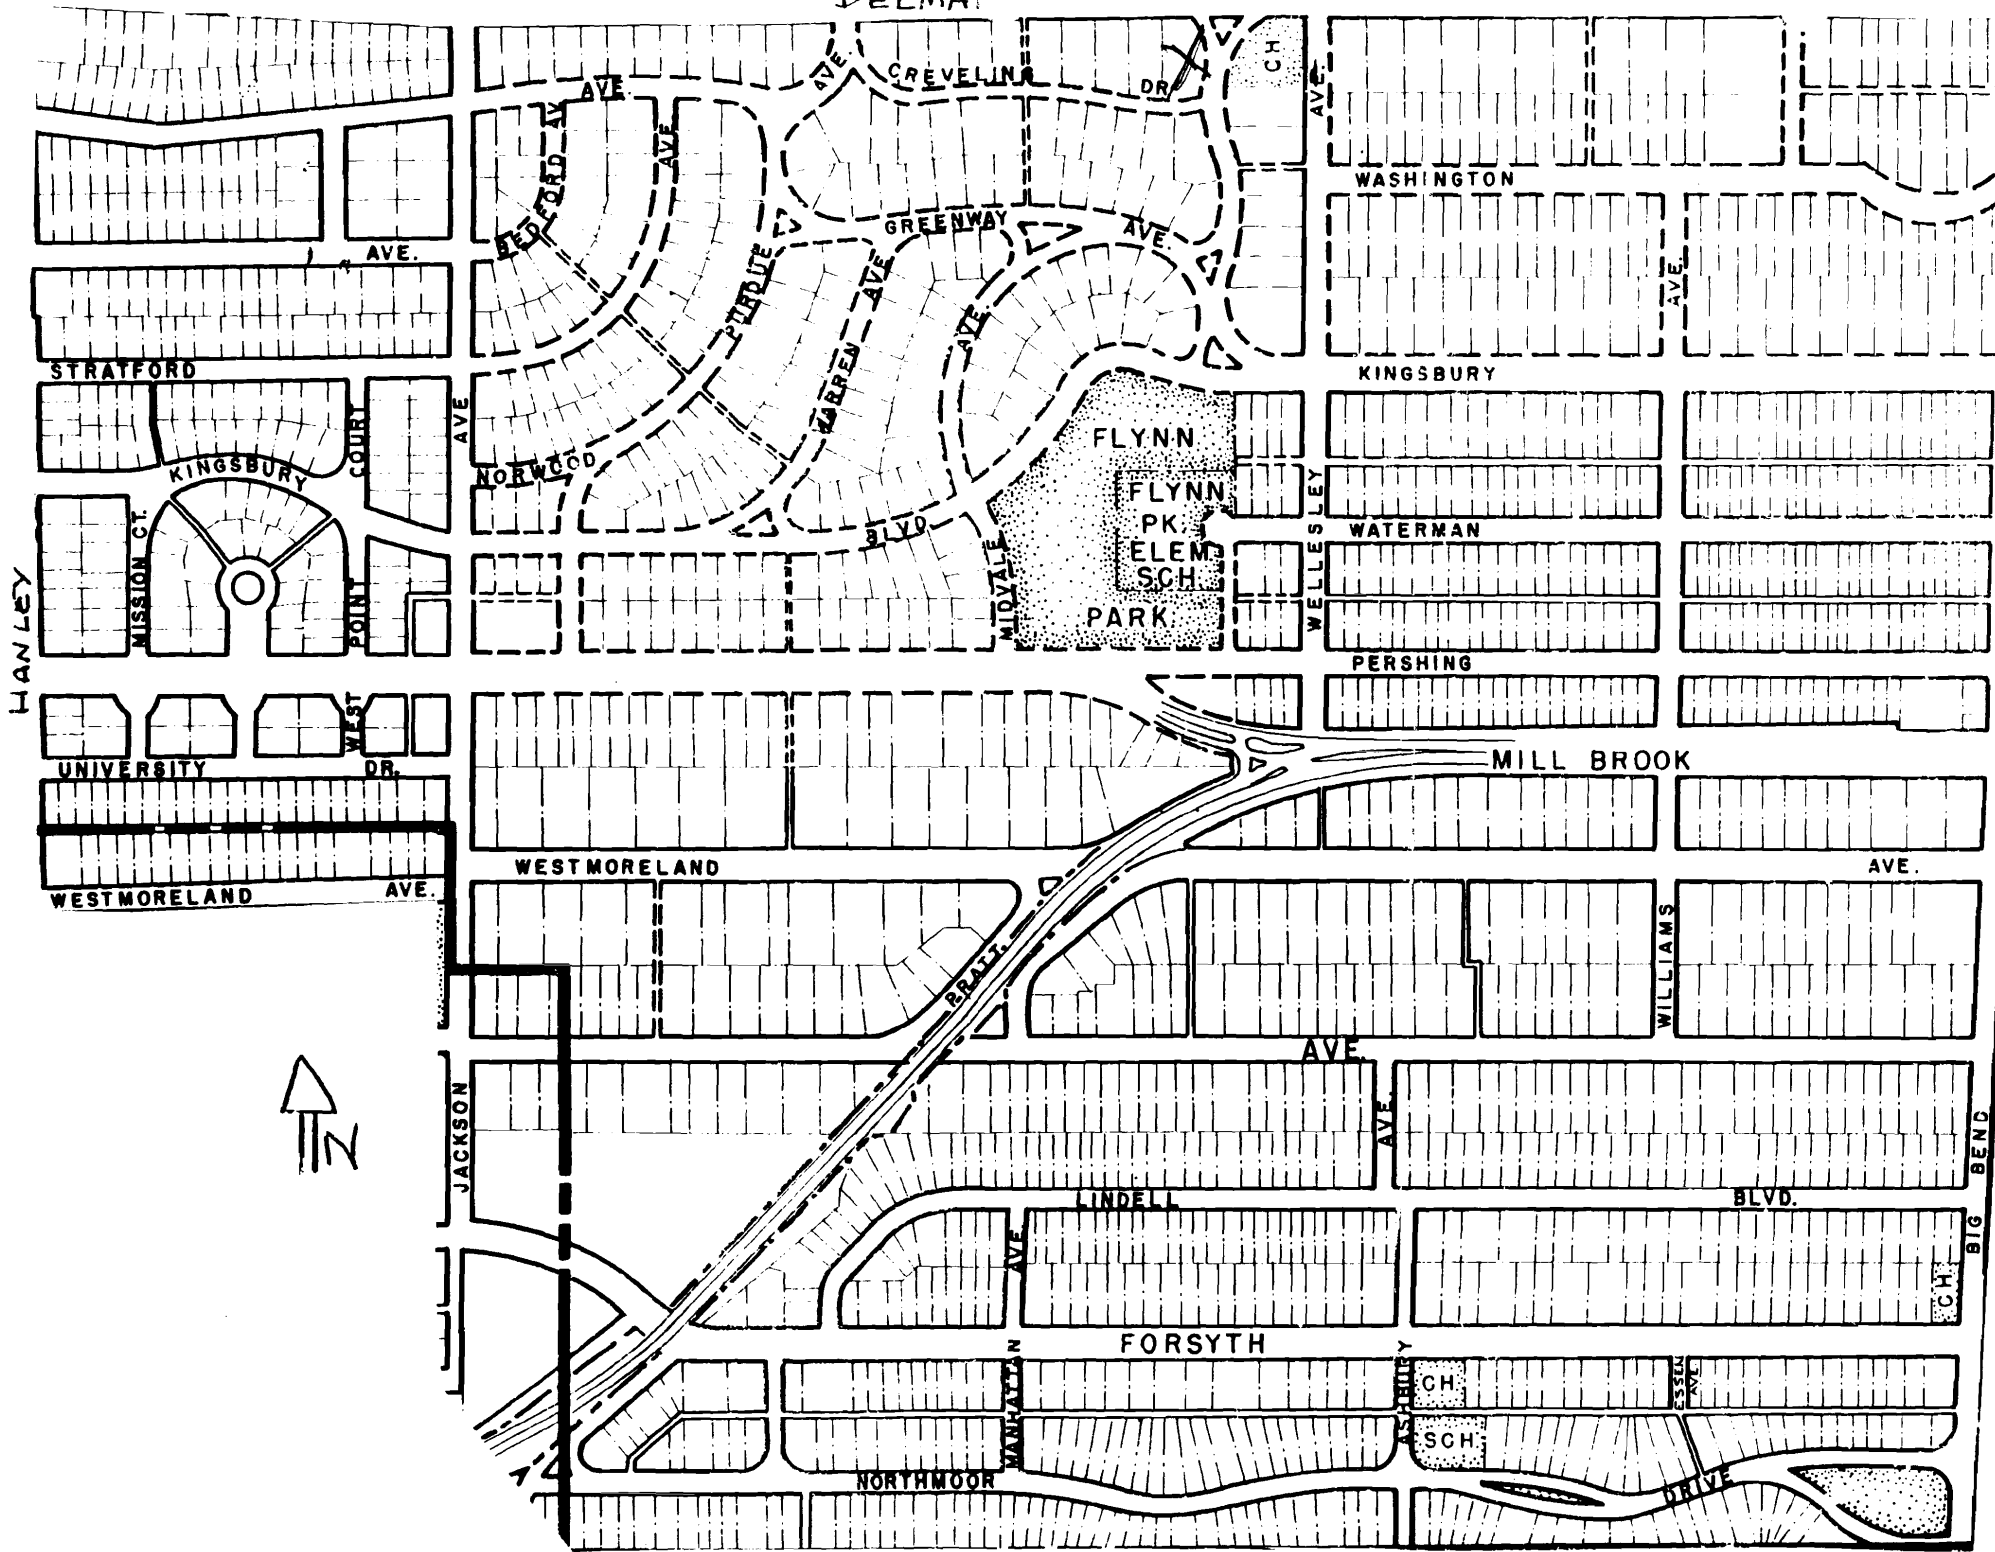 AVE.
CREVELING
DR.
CH
AVE.
AVE.
BEDFORD AV
AVE
WASHINGTON
GREENWAY
AVE.
AVE.
PURDUE
AVE
AVE.
AVE
STRATFORD
KINGSBURY
COURT
AVE
WARREN
FLYNN
NORWOOD
KINGSBURY
FLYNN
PK.
ELEM
SCH.
PARK
WATERMAN
WELLESLEY
MISSION CT.
BLVD
MIDVALE
POINT
HANLEY
PERSHING
WEST
UNIVERSITY
DR.
MILL BROOK
WESTMORELAND
AVE.
WESTMORELAND
AVE.
WILLIAMS
PRATT.
AVE.
N
JACKSON
AVE.
BIG BEND
LINDELL
BLVD.
AVE
CH
FORSYTH
MANHATTAN
ASHBURY
CH
ESSEX
AVE
SCH
NORTHMOOR
DRIVE